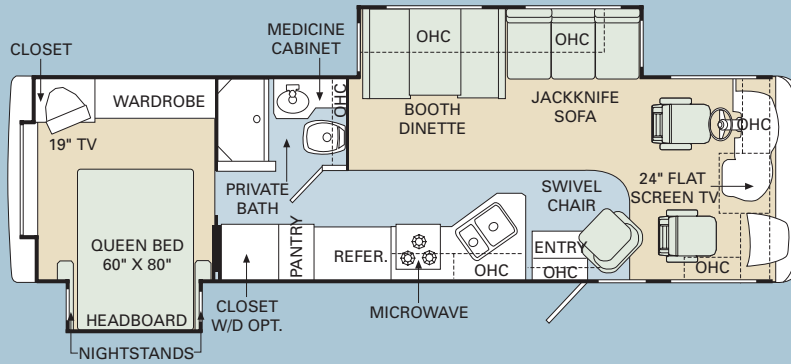 MEDICINE
CABINET
CLOSET
OHC
OHC
WARDROBE
OHC
BOOTH
DINETTE
JACKKNIFE
SOFA
OHC
19" TV
PRIVATE
BATH
SWIVEL
CHAIR
24" FLAT
SCREEN TV
QUEEN BED
60" X 80"
PANTRY
REFER.
ENTRY
OHC
OHC
OHC
HEADBOARD
CLOSET
W/D OPT.
MICROWAVE
NIGHTSTANDS